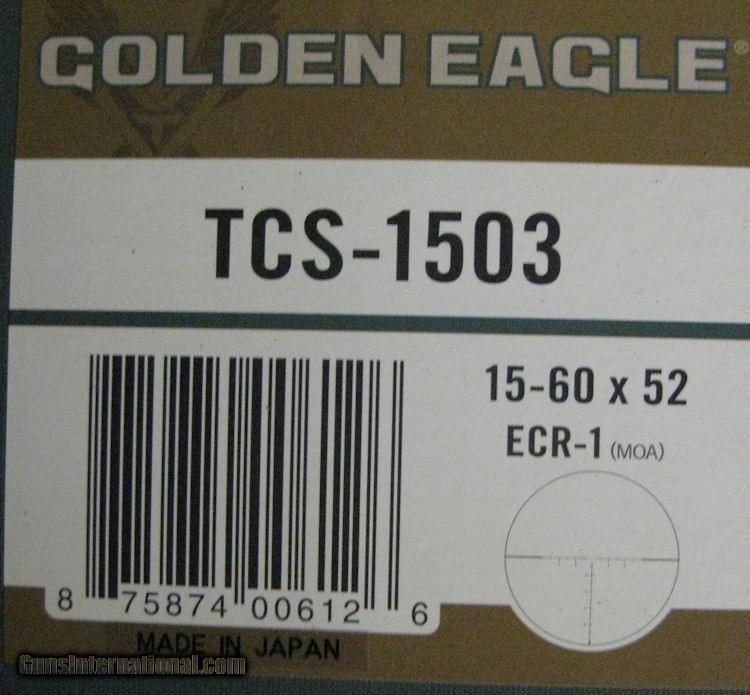 GOLDEN EAGLE®
TCS-1503
15-60 x 52
ECR-1 (MOA)
8 75874 00612 6
MADE IN JAPAN
GunsInternational.com